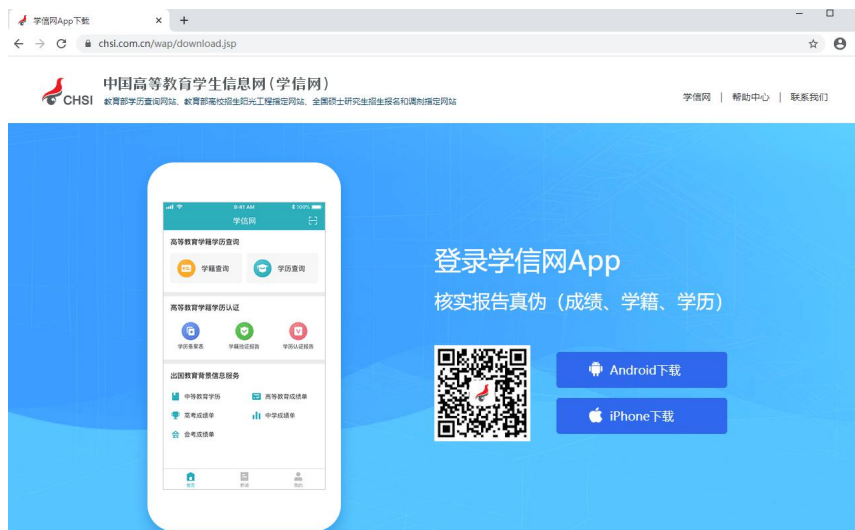 学信网App下载
chsi.com.cn/wap/download.jsp
CHSI
中国高等教育学生信息网(学信网)
教育部学历查询网站、教育部高校招生阳光工程指定网站、全国硕士研究生招生报名和调剂指定网站
学信网 | 帮助中心 | 联系我们
9:41 AM 100%
学信网
高等教育学籍学历查询
学籍查询 学历查询
高等教育学籍学历认证
学历备案表 学籍验证报告 学历认证报告
出国教育背景信息服务
中等教育学历 高等教育成绩单
高考成绩单 中学成绩单
会考成绩单
首页 新闻 我的
登录学信网App
核实报告真伪（成绩、学籍、学历）
Android下载
iPhone下载